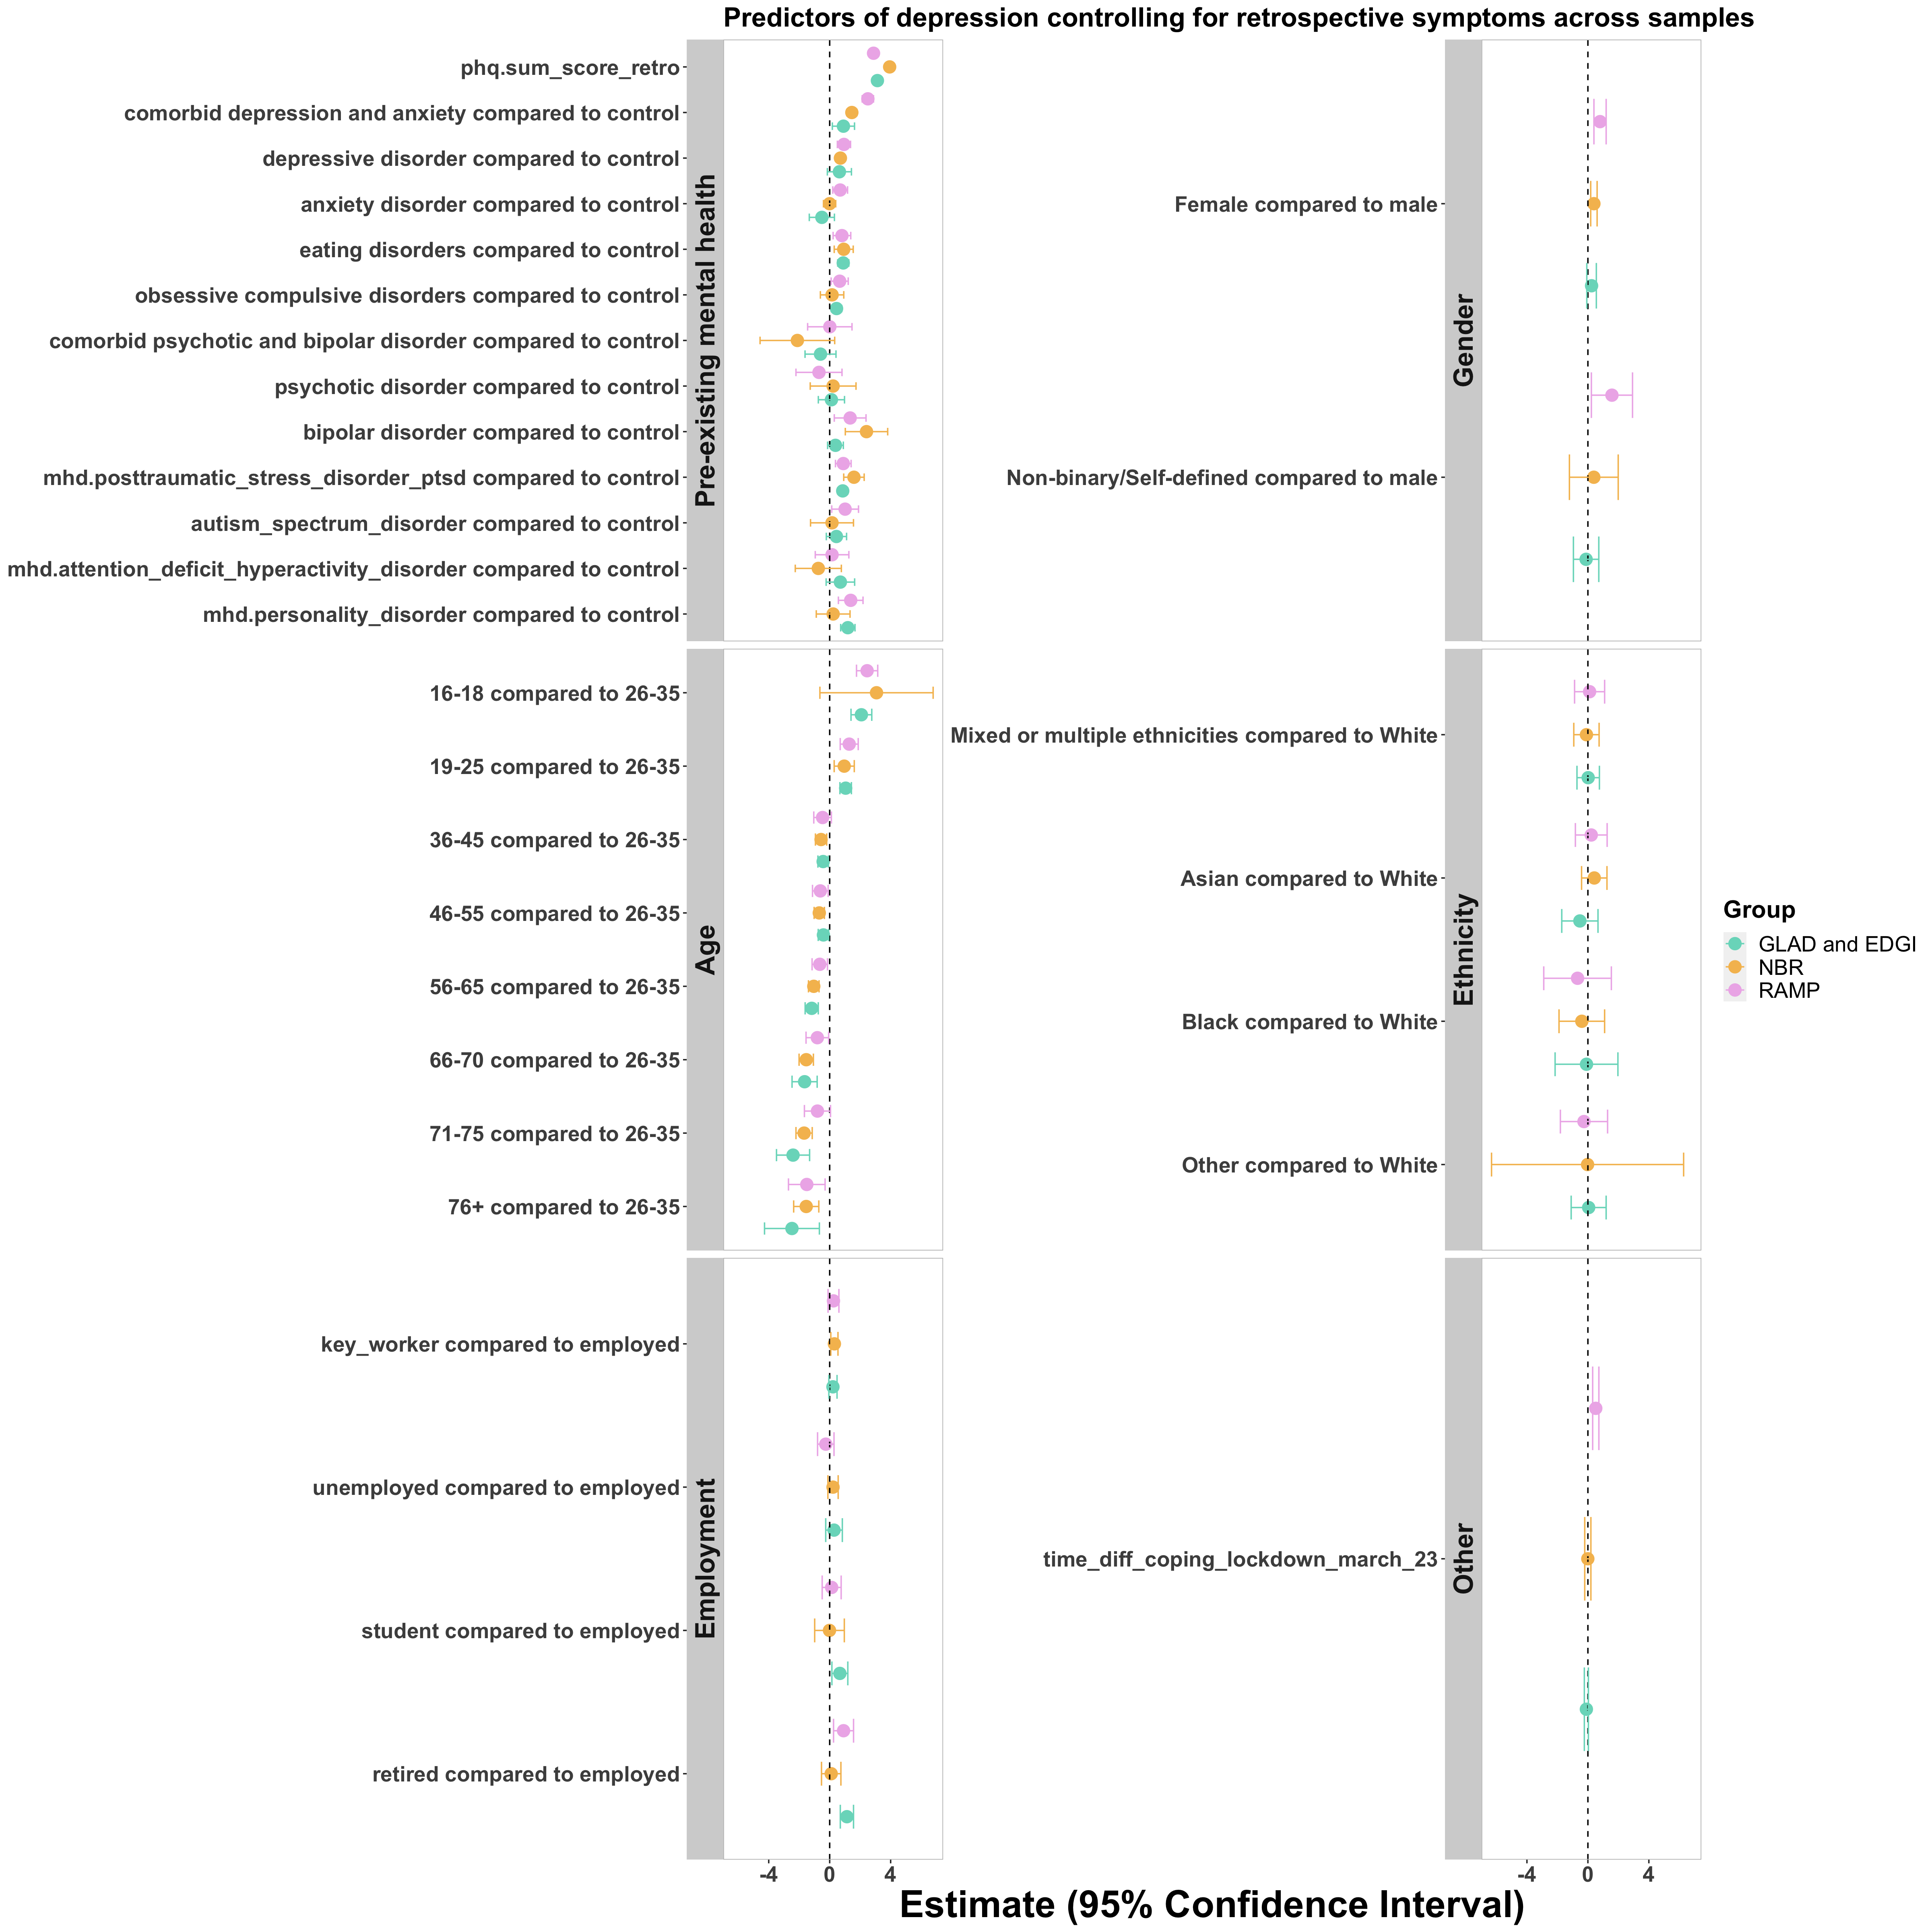 Predictors of depression controlling for retrospective symptoms across samples
Pre-existing mental health
phq.sum_score_retro
comorbid depression and anxiety compared to control
depressive disorder compared to control
anxiety disorder compared to control
eating disorders compared to control
obsessive compulsive disorders compared to control
comorbid psychotic and bipolar disorder compared to control
psychotic disorder compared to control
bipolar disorder compared to control
mhd.posttraumatic_stress_disorder_ptsd compared to control
autism_spectrum_disorder compared to control
mhd.attention_deficit_hyperactivity_disorder compared to control
mhd.personality_disorder compared to control
Gender
Female compared to male
Non-binary/Self-defined compared to male
Age
16-18 compared to 26-35
19-25 compared to 26-35
36-45 compared to 26-35
46-55 compared to 26-35
56-65 compared to 26-35
66-70 compared to 26-35
71-75 compared to 26-35
76+ compared to 26-35
Ethnicity
Mixed or multiple ethnicities compared to White
Asian compared to White
Black compared to White
Other compared to White
Employment
key_worker compared to employed
unemployed compared to employed
student compared to employed
retired compared to employed
Other
time_diff_coping_lockdown_march_23
-4 0 4
-4 0 4
Estimate (95% Confidence Interval)
Group
GLAD and EDGI
NBR
RAMP